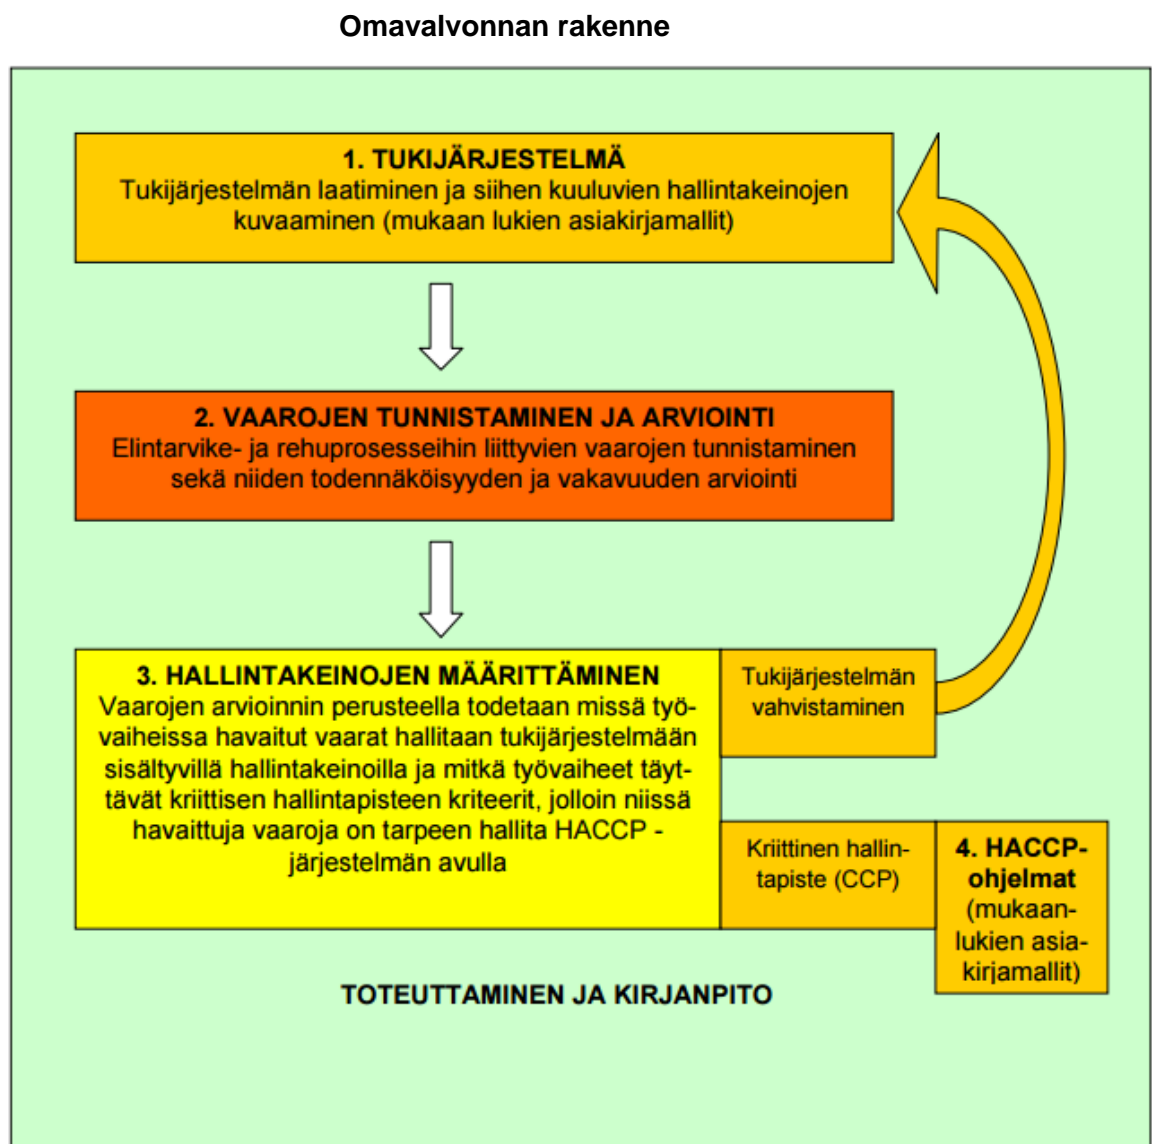 Omavalvonnan rakenne
1. TUKIJÄRJESTELMÄ
Tukijärjestelmän laatiminen ja siihen kuuluvien hallintakeinojen
kuvaaminen (mukaan lukien asiakirjamallit)
2. VAAROJEN TUNNISTAMINEN JA ARVIOINTI
Elintarvike- ja rehuprosesseihin liittyvien vaarojen tunnistaminen
sekä niiden todennäköisyyden ja vakavuuden arviointi
3. HALLINTAKEINOJEN MÄÄRITTÄMINEN
Vaarojen arvioinnin perusteella todetaan missä työ-
vaiheissa havaitut vaarat hallitaan tukijärjestelmään
sisältyvillä hallintakeinoilla ja mitkä työvaiheet täyt-
tävät kriittisen hallintapisteen kriteerit, jolloin niissä
havaittuja vaaroja on tarpeen hallita HACCP -
järjestelmän avulla
Tukijärjestelmän
vahvistaminen
Kriittinen hallin-
tapiste (CCP)
4. HACCP-
ohjelmat
(mukaan-
lukien asia-
kirjamallit)
TOTEUTTAMINEN JA KIRJANPITO